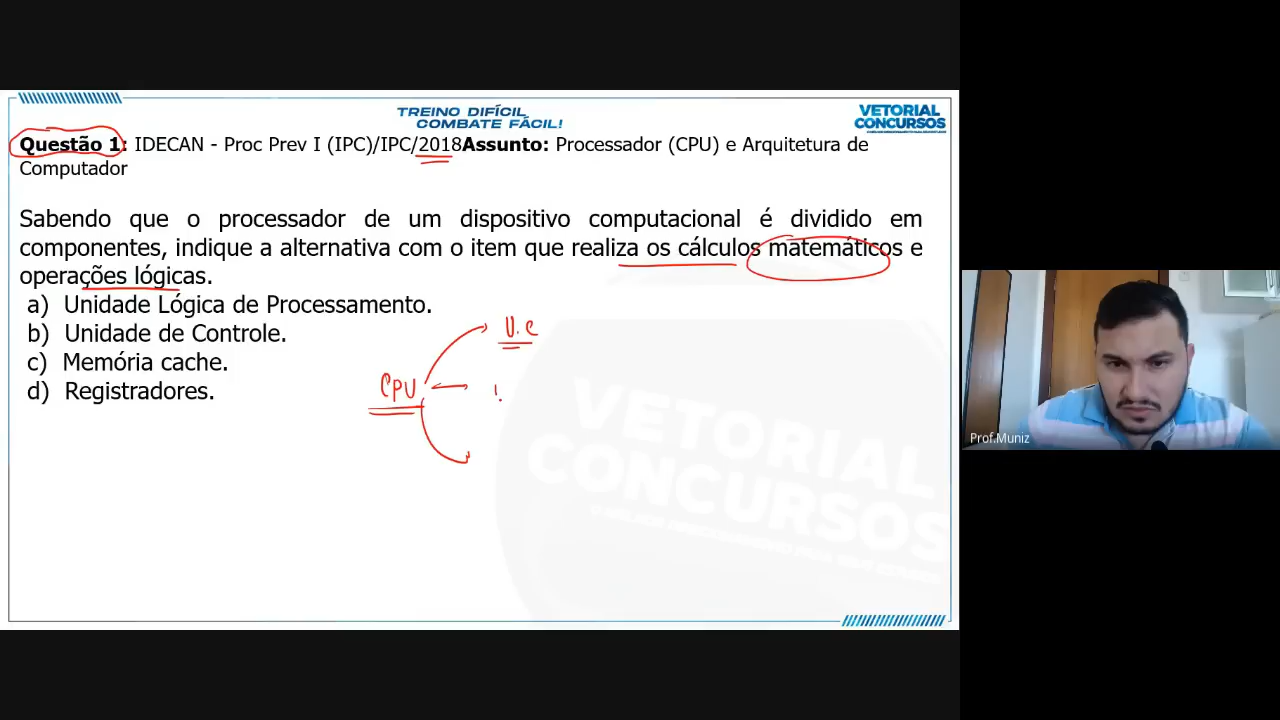 TREINO DIFÍCIL
COMBATE FÁCIL!
VETORIAL
CONCURSOS
Questão 1: IDECAN - Proc Prev I (IPC)/IPC/2018Assunto: Processador (CPU) e Arquitetura de
Computador
Sabendo que o processador de um dispositivo computacional é dividido em
componentes, indique a alternativa com o item que realiza os cálculos matemáticos e
operações lógicas.
a) Unidade Lógica de Processamento.
b) Unidade de Controle.
c) Memória cache.
d) Registradores.
U.C
CPU
VETORIAL
CONCURSOS
Prof.Muniz